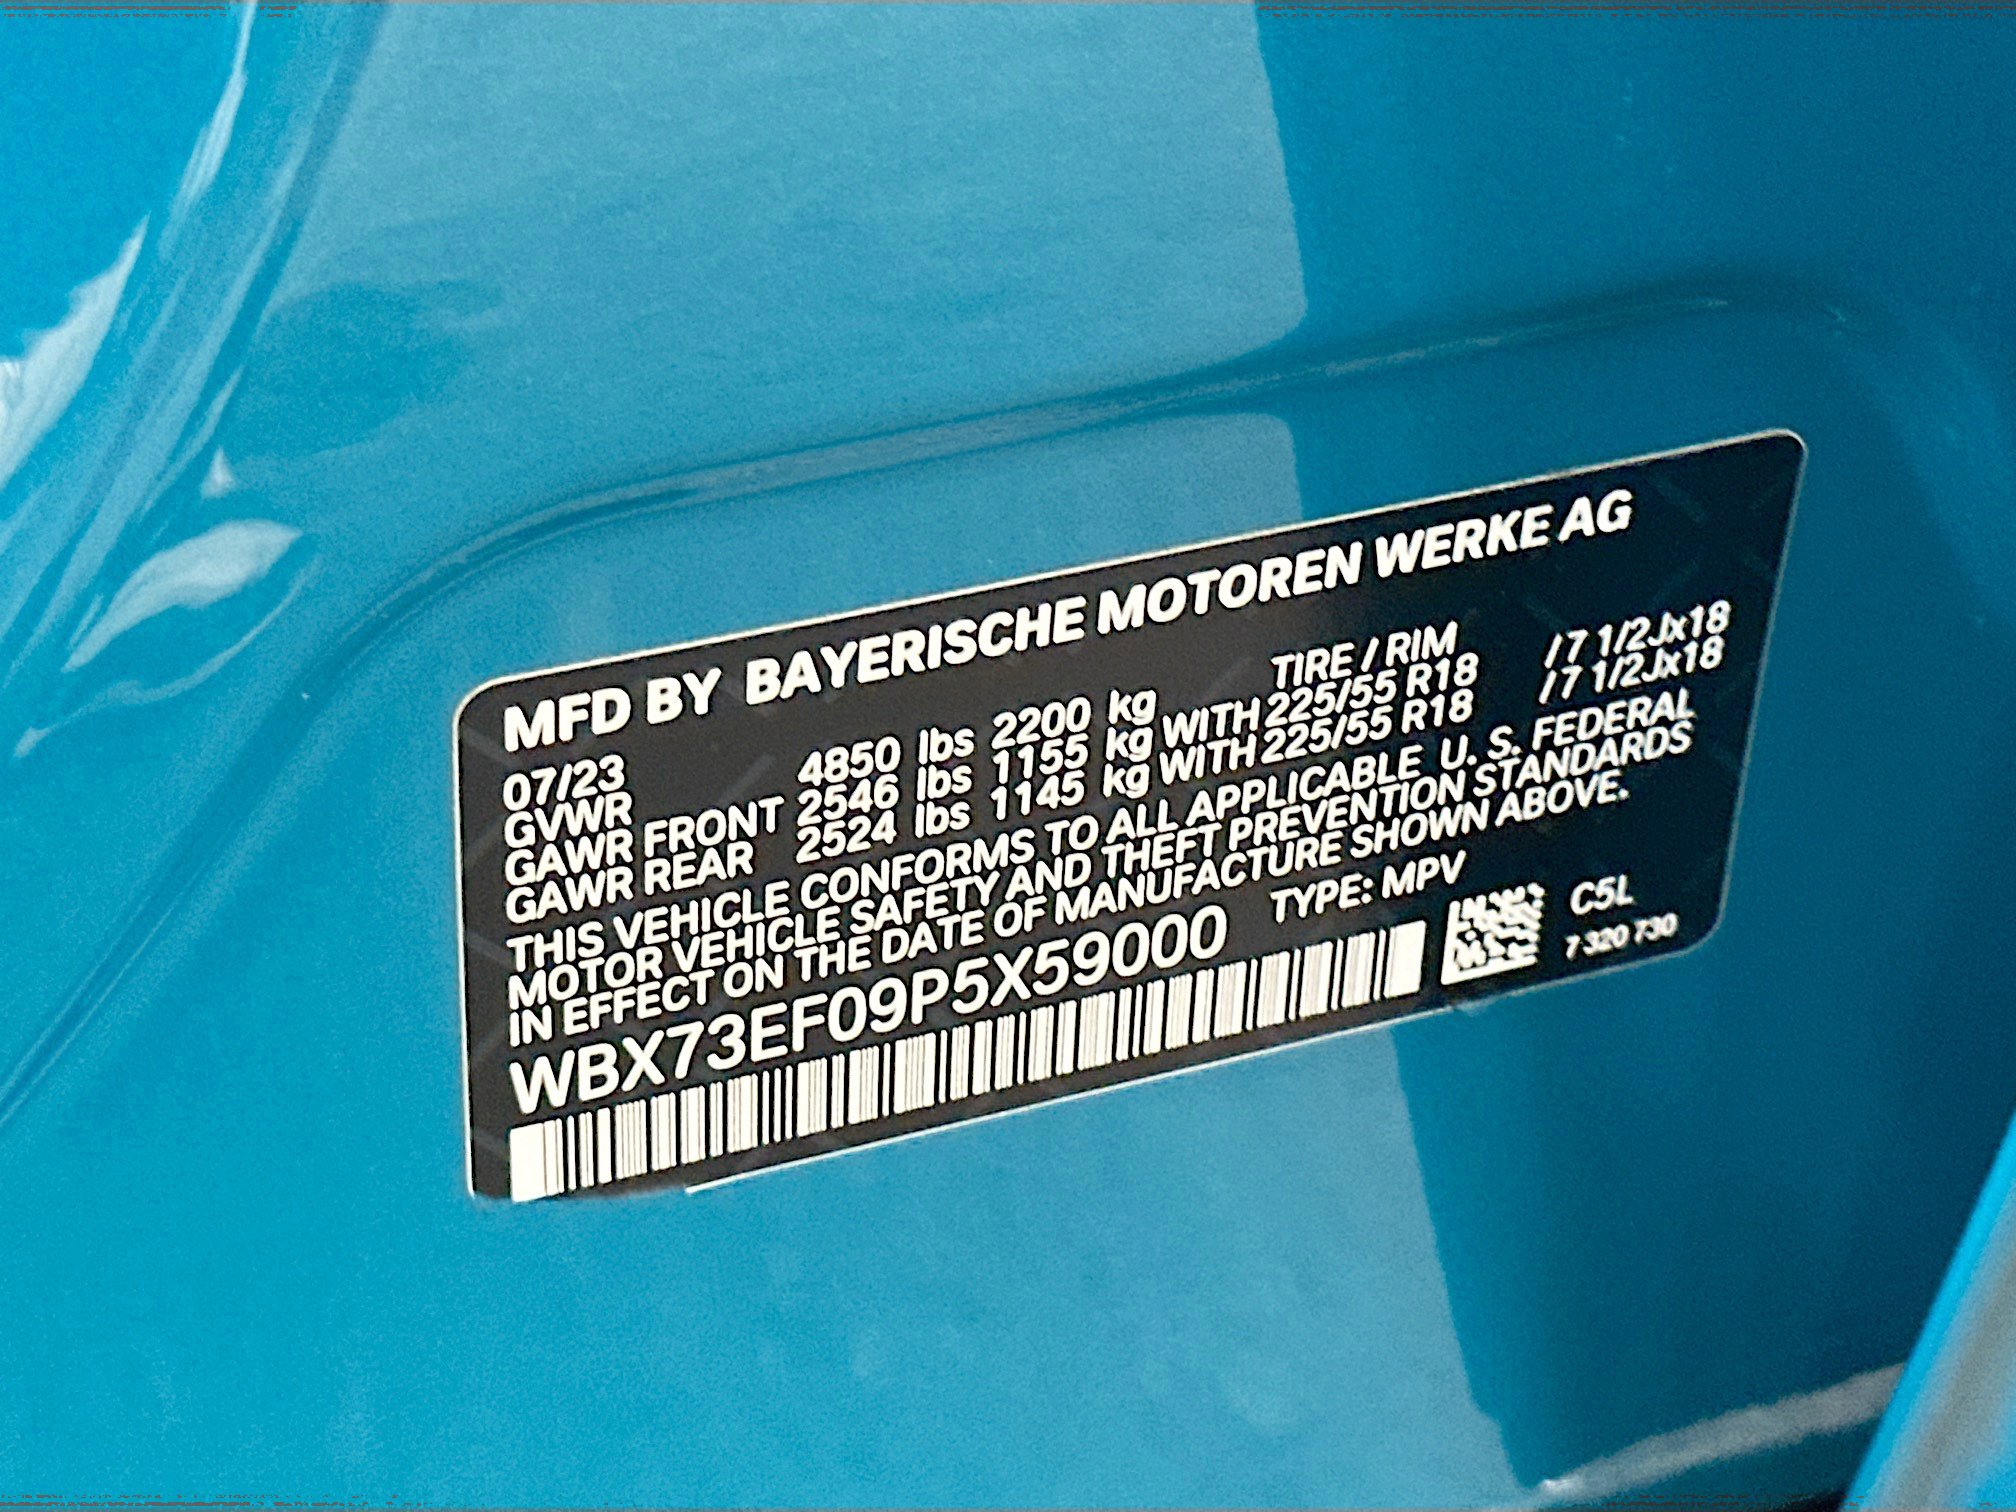 MFD BY BAYERISCHE MOTOREN WERKE AG
07/23 TIRE / RIM
GVWR 4850 lbs 2200 kg
GAWR FRONT 2546 lbs 1155 kg WITH 225/55 R18 / 7 1/2Jx18
GAWR REAR 2524 lbs 1145 kg WITH 225/55 R18 / 7 1/2Jx18
THIS VEHICLE CONFORMS TO ALL APPLICABLE U. S. FEDERAL
MOTOR VEHICLE SAFETY AND THEFT PREVENTION STANDARDS
IN EFFECT ON THE DATE OF MANUFACTURE SHOWN ABOVE.
WBX73EF09P5X59000 TYPE: MPV
C5L
7 320 730